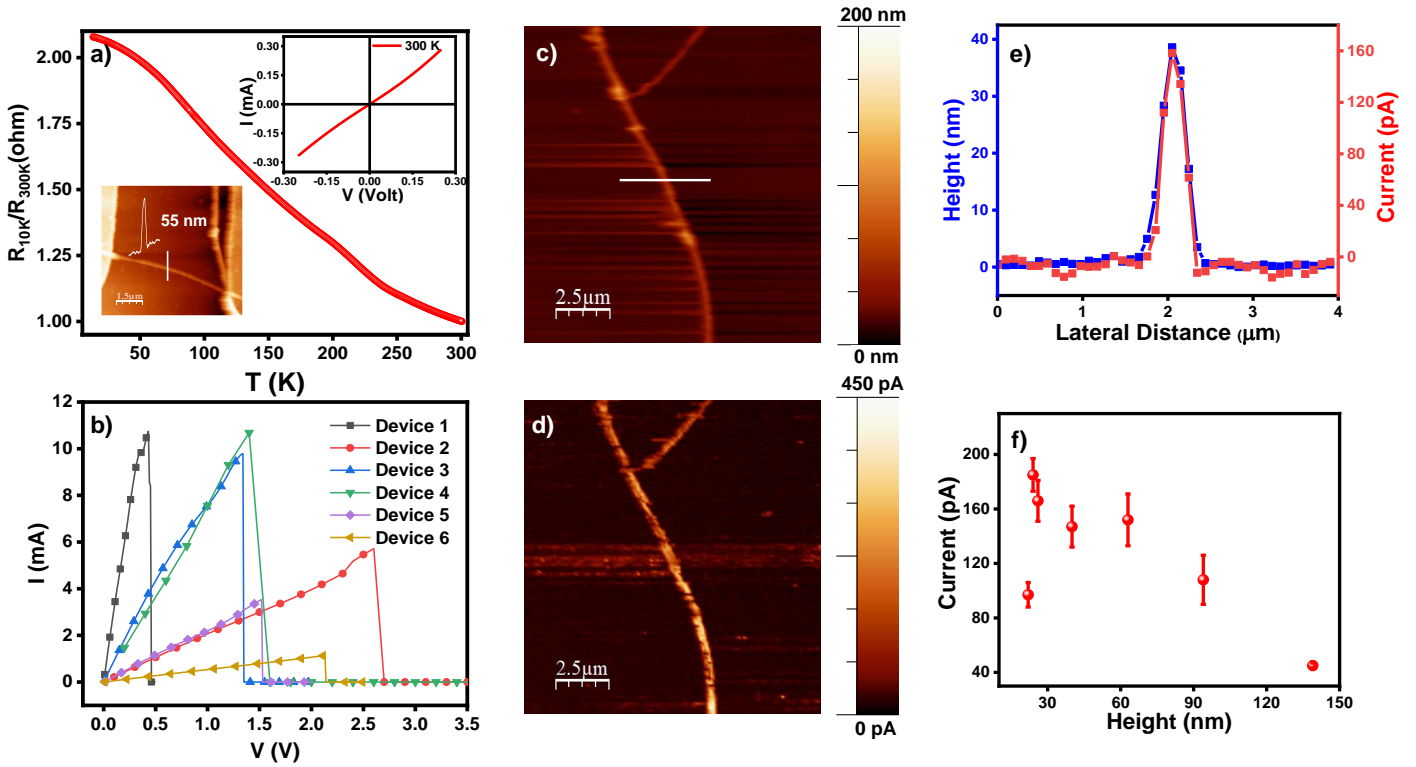 a)
2.00
1.75
1.50
1.25
1.00
R10K/R300K(ohm)
50
100
150
200
250
300
T (K)
300 K
0.30
0.15
0.00
-0.15
-0.30
I (mA)
-0.30
-0.15
0.00
0.15
0.30
V (Volt)
55 nm
1.5µm
b)
12
10
8
6
4
2
0
I (mA)
0.0
0.5
1.0
1.5
2.0
2.5
3.0
3.5
V (V)
Device 1
Device 2
Device 3
Device 4
Device 5
Device 6
c)
2.5µm
200 nm
0 nm
d)
2.5µm
450 pA
0 pA
e)
40
30
20
10
0
Height (nm)
160
120
80
40
0
Current (pA)
0
1
2
3
4
Lateral Distance (µm)
f)
200
160
120
80
40
Current (pA)
30
60
90
120
150
Height (nm)